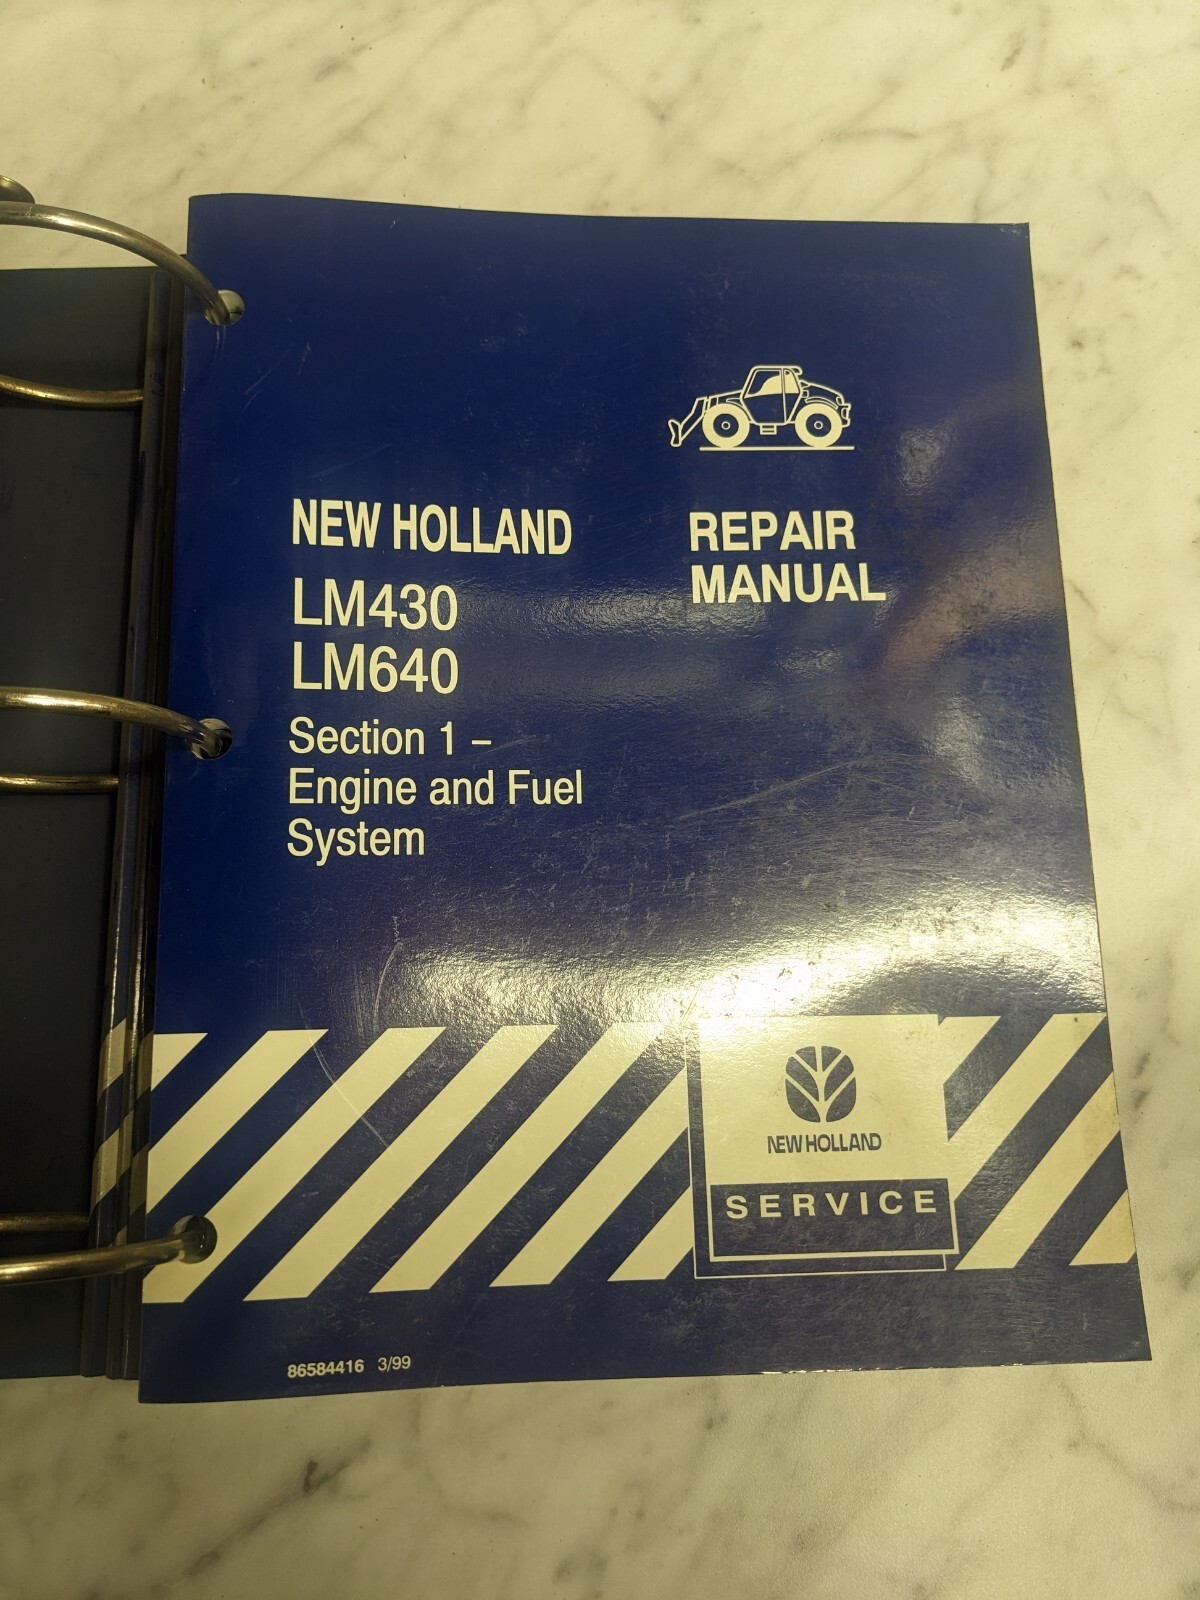 NEW HOLLAND
LM430
LM640
Section 1 –
Engine and Fuel
System
REPAIR
MANUAL
NEW HOLLAND
SERVICE
86584416 3/99